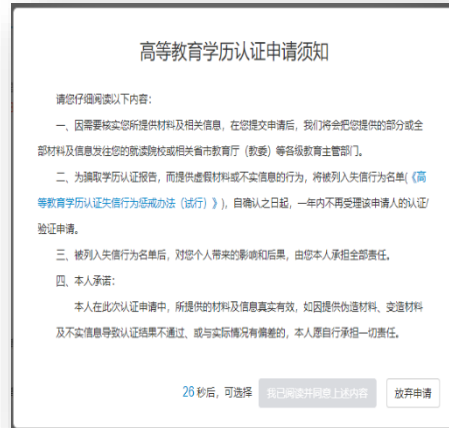 高等教育学历认证申请须知
请您仔细阅读以下内容：
一、因需要核实您所提供材料及相关信息，在您提交申请后，我们将会把您提供的部分或全
部材料及信息发往您的就读院校或相关省市教育厅（教委）等各级教育主管部门。
二、为骗取学历认证报告，而提供虚假材料或不实信息的行为，将被列入失信行为名单(《高
等教育学历认证失信行为惩戒办法（试行）》)，自确认之日起，一年内不再受理该申请人的认证/
验证申请。
三、被列入失信行为名单后，对您个人带来的影响和后果，由您本人承担全部责任。
四、本人承诺：
本人在此次认证申请中，所提供的材料及信息真实有效，如因提供伪造材料、变造材料
及不实信息导致认证结果不通过、或与实际情况有偏差的，本人愿自行承担一切责任。
26 秒后，可选择 我已阅读并同意上述内容 放弃申请